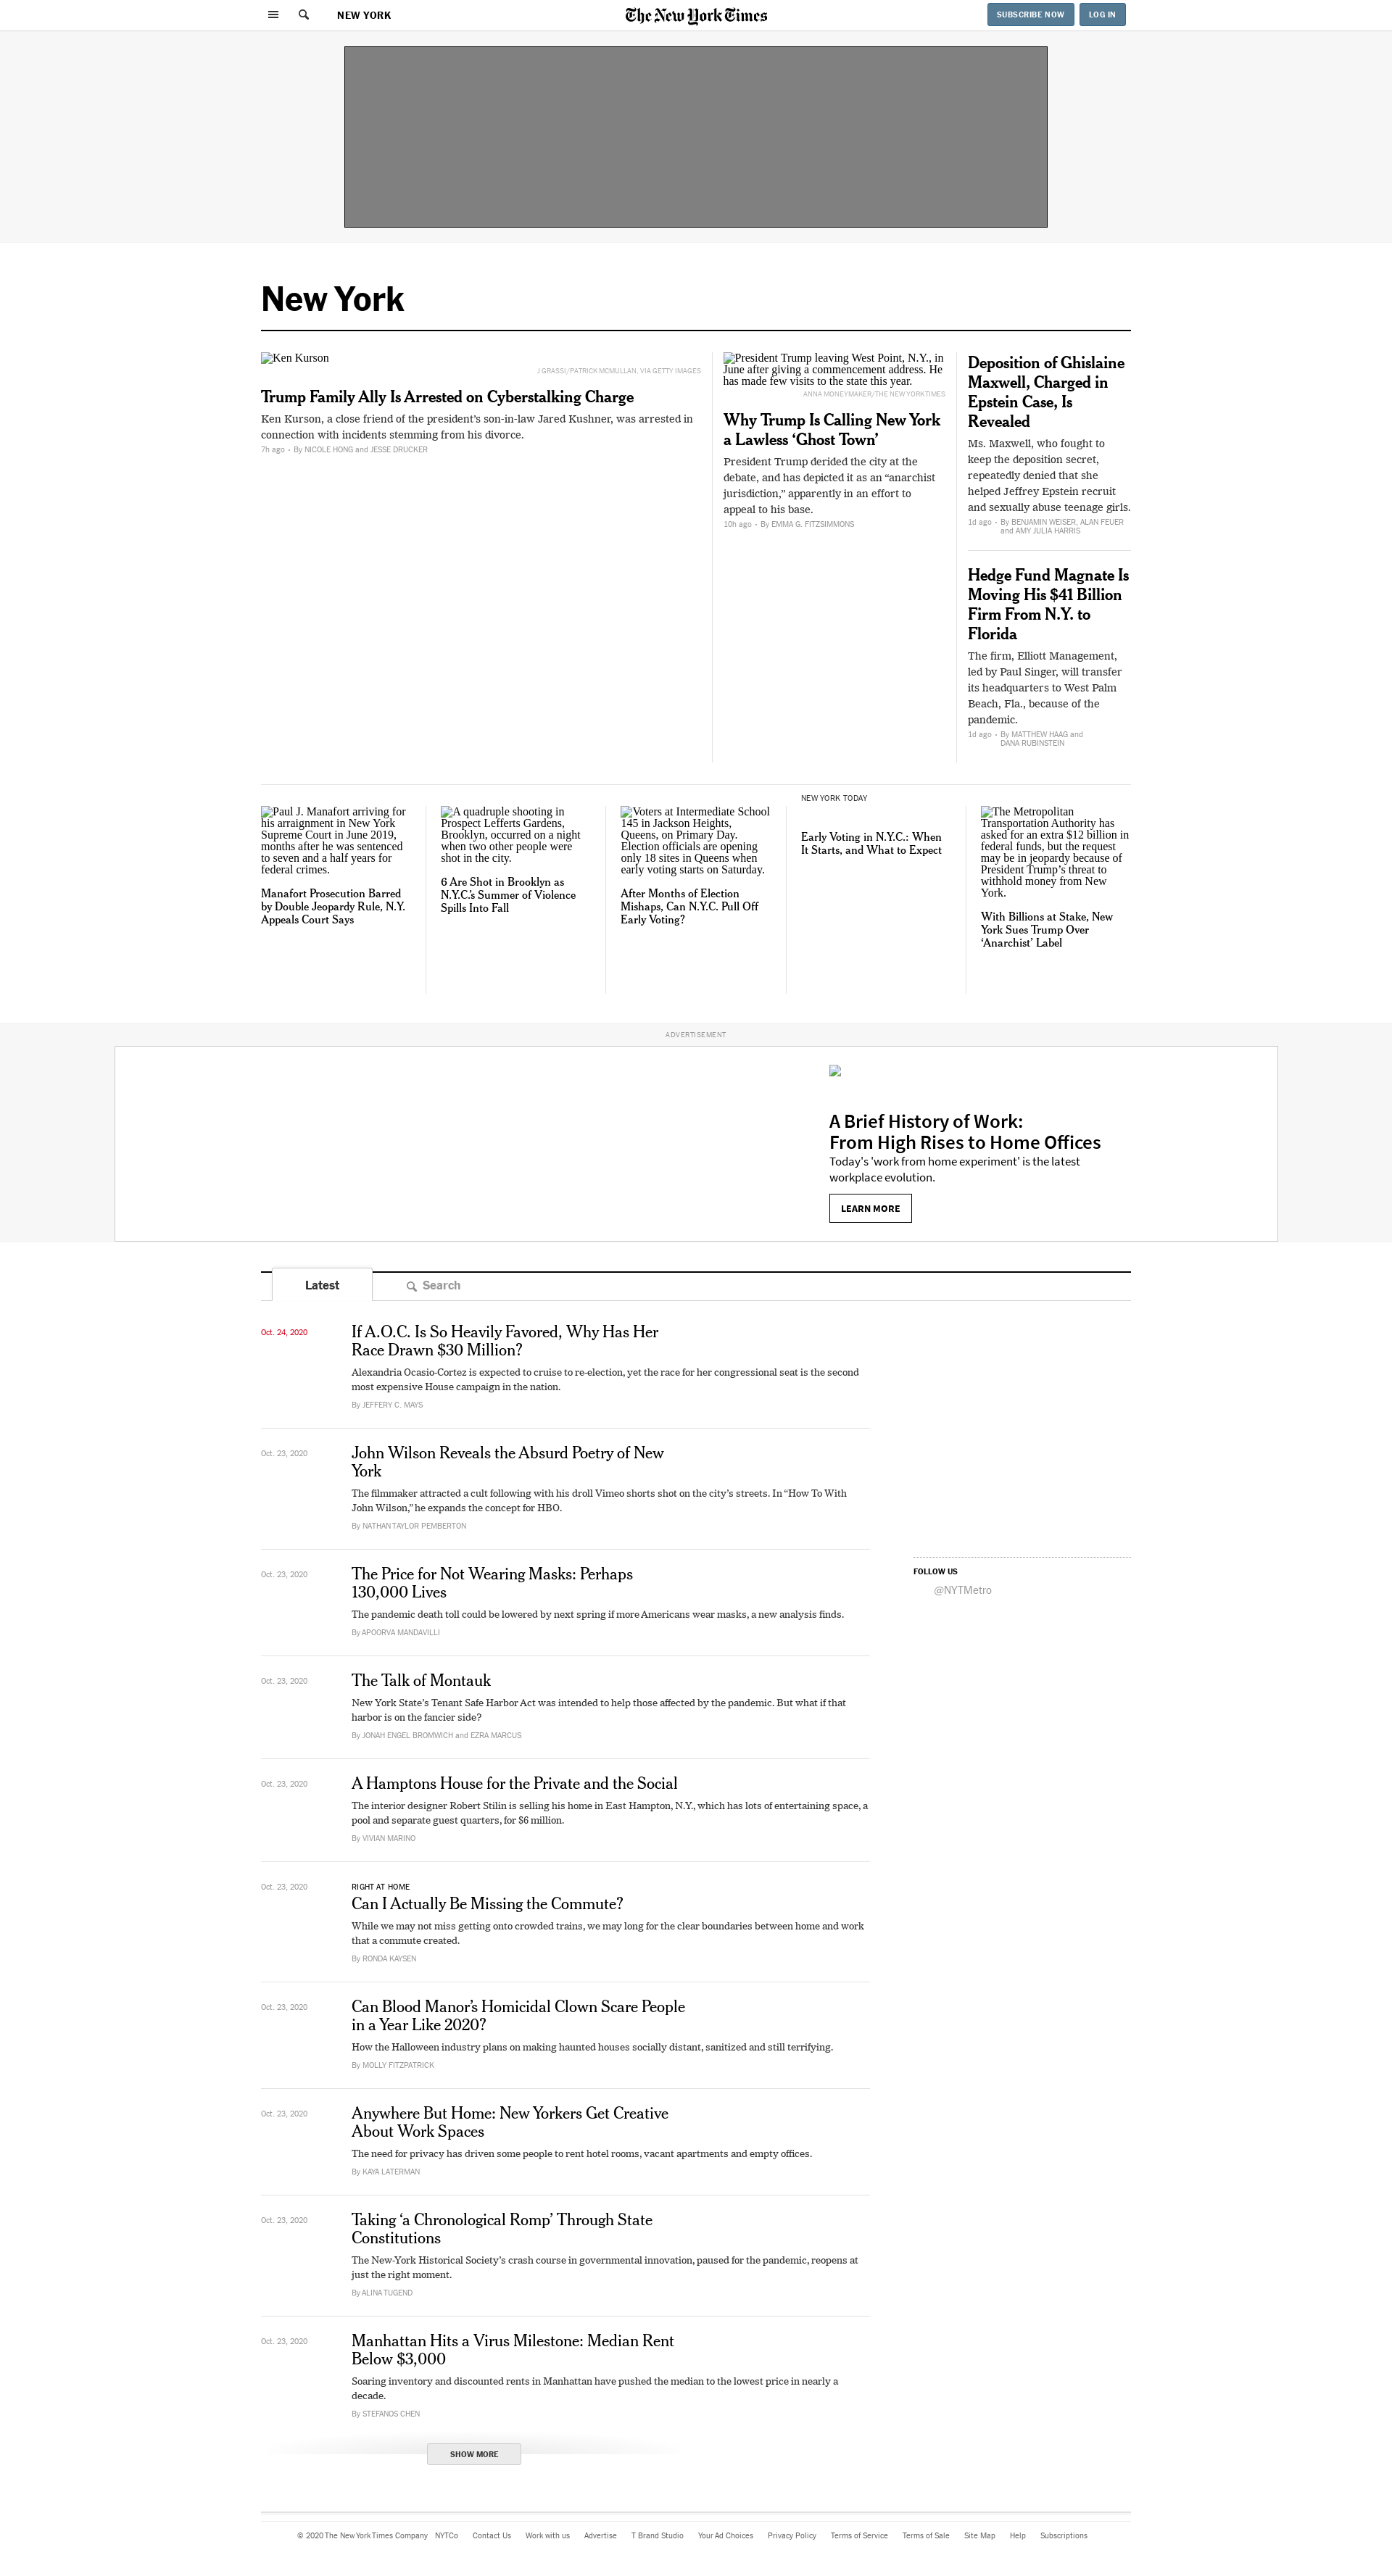 NEW YORK
The New York Times
SUBSCRIBE NOW
LOG IN
New York
Ken Kurson
J GRASSI/PATRICK MCMULLAN, VIA GETTY IMAGES
Trump Family Ally Is Arrested on Cyberstalking Charge
Ken Kurson, a close friend of the president’s son-in-law Jared Kushner, was arrested in
connection with incidents stemming from his divorce.
7h ago • By NICOLE HONG and JESSE DRUCKER
President Trump leaving West Point, N.Y., in
June after giving a commencement address. He
has made few visits to the state this year.
ANNA MONEYMAKER/THE NEW YORK TIMES
Why Trump Is Calling New York
a Lawless ‘Ghost Town’
President Trump derided the city at the
debate, and has depicted it as an “anarchist
jurisdiction,” apparently in an effort to
appeal to his base.
10h ago • By EMMA G. FITZSIMMONS
Deposition of Ghislaine
Maxwell, Charged in
Epstein Case, Is
Revealed
Ms. Maxwell, who fought to
keep the deposition secret,
repeatedly denied that she
helped Jeffrey Epstein recruit
and sexually abuse teenage girls.
1d ago • By BENJAMIN WEISER, ALAN FEUER
and AMY JULIA HARRIS
Hedge Fund Magnate Is
Moving His $41 Billion
Firm From N.Y. to
Florida
The firm, Elliott Management,
led by Paul Singer, will transfer
its headquarters to West Palm
Beach, Fla., because of the
pandemic.
1d ago • By MATTHEW HAAG and
DANA RUBINSTEIN
Paul J. Manafort arriving for
his arraignment in New York
Supreme Court in June 2019,
months after he was sentenced
to seven and a half years for
federal crimes.
Manafort Prosecution Barred
by Double Jeopardy Rule, N.Y.
Appeals Court Says
A quadruple shooting in
Prospect Lefferts Gardens,
Brooklyn, occurred on a night
when two other people were
shot in the city.
6 Are Shot in Brooklyn as
N.Y.C.’s Summer of Violence
Spills Into Fall
Voters at Intermediate School
145 in Jackson Heights,
Queens, on Primary Day.
Election officials are opening
only 18 sites in Queens when
early voting starts on Saturday.
After Months of Election
Mishaps, Can N.Y.C. Pull Off
Early Voting?
NEW YORK TODAY
Early Voting in N.Y.C.: When
It Starts, and What to Expect
The Metropolitan
Transportation Authority has
asked for an extra $12 billion in
federal funds, but the request
may be in jeopardy because of
President Trump’s threat to
withhold money from New
York.
With Billions at Stake, New
York Sues Trump Over
‘Anarchist’ Label
ADVERTISEMENT
A Brief History of Work:
From High Rises to Home Offices
Today's 'work from home experiment' is the latest
workplace evolution.
LEARN MORE
Latest
Search
Oct. 24, 2020
If A.O.C. Is So Heavily Favored, Why Has Her
Race Drawn $30 Million?
Alexandria Ocasio-Cortez is expected to cruise to re-election, yet the race for her congressional seat is the second
most expensive House campaign in the nation.
By JEFFERY C. MAYS
Oct. 23, 2020
John Wilson Reveals the Absurd Poetry of New
York
The filmmaker attracted a cult following with his droll Vimeo shorts shot on the city’s streets. In “How To With
John Wilson,” he expands the concept for HBO.
By NATHAN TAYLOR PEMBERTON
Oct. 23, 2020
The Price for Not Wearing Masks: Perhaps
130,000 Lives
The pandemic death toll could be lowered by next spring if more Americans wear masks, a new analysis finds.
By APOORVA MANDAVILLI
FOLLOW US
@NYTMetro
Oct. 23, 2020
The Talk of Montauk
New York State’s Tenant Safe Harbor Act was intended to help those affected by the pandemic. But what if that
harbor is on the fancier side?
By JONAH ENGEL BROMWICH and EZRA MARCUS
Oct. 23, 2020
A Hamptons House for the Private and the Social
The interior designer Robert Stilin is selling his home in East Hampton, N.Y., which has lots of entertaining space, a
pool and separate guest quarters, for $6 million.
By VIVIAN MARINO
Oct. 23, 2020
RIGHT AT HOME
Can I Actually Be Missing the Commute?
While we may not miss getting onto crowded trains, we may long for the clear boundaries between home and work
that a commute created.
By RONDA KAYSEN
Oct. 23, 2020
Can Blood Manor’s Homicidal Clown Scare People
in a Year Like 2020?
How the Halloween industry plans on making haunted houses socially distant, sanitized and still terrifying.
By MOLLY FITZPATRICK
Oct. 23, 2020
Anywhere But Home: New Yorkers Get Creative
About Work Spaces
The need for privacy has driven some people to rent hotel rooms, vacant apartments and empty offices.
By KAYA LATERMAN
Oct. 23, 2020
Taking ‘a Chronological Romp’ Through State
Constitutions
The New-York Historical Society’s crash course in governmental innovation, paused for the pandemic, reopens at
just the right moment.
By ALINA TUGEND
Oct. 23, 2020
Manhattan Hits a Virus Milestone: Median Rent
Below $3,000
Soaring inventory and discounted rents in Manhattan have pushed the median to the lowest price in nearly a
decade.
By STEFANOS CHEN
SHOW MORE
© 2020 The New York Times Company NYTCo Contact Us Work with us Advertise T Brand Studio Your Ad Choices Privacy Policy Terms of Service Terms of Sale Site Map Help Subscriptions